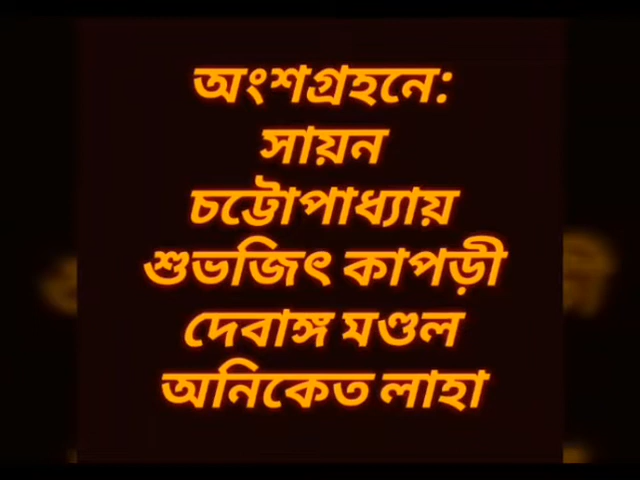 অংশগ্রহনে:
সায়ন
চট্টোপাধ্যায়
শুভজিৎ কাপড়ী
দেবাঙ্গ মণ্ডল
অনিকেত লাহা